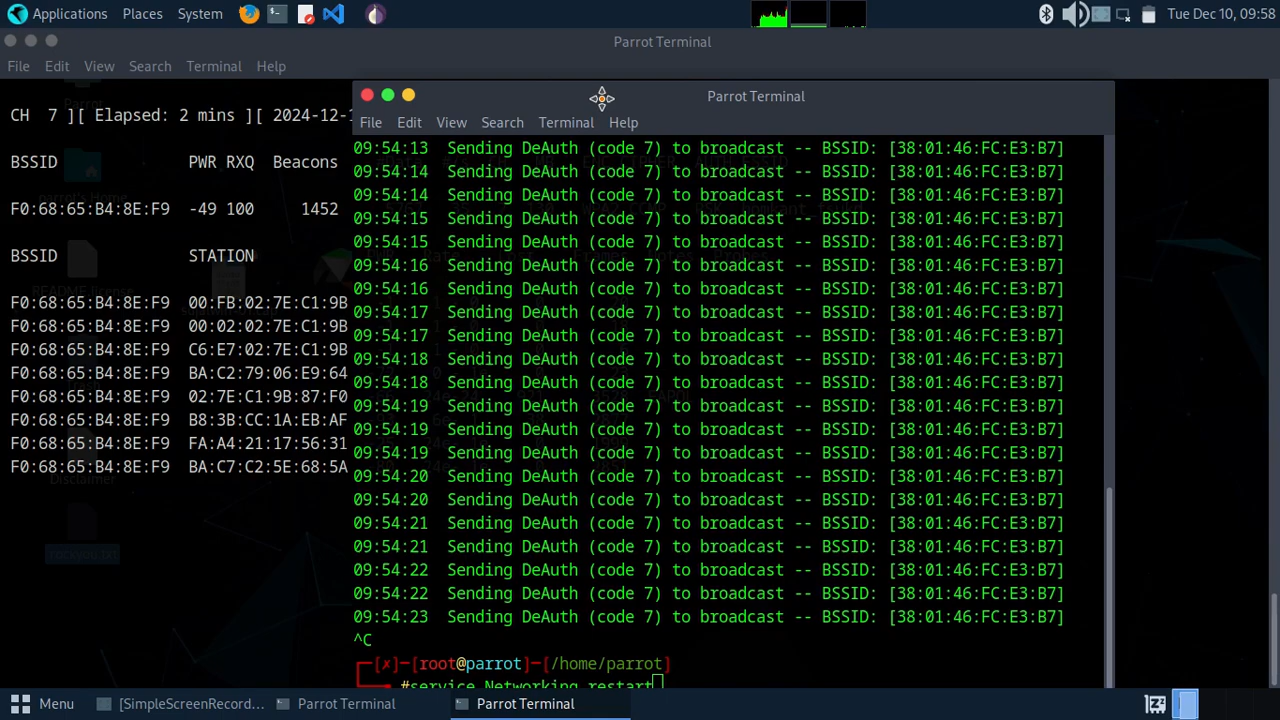 Applications Places System Tue Dec 10, 09:58
Parrot Terminal
File Edit View Search Terminal Help
CH 7 ][ Elapsed: 2 mins ][ 2024-12-1
BSSID PWR RXQ Beacons
F0:68:65:B4:8E:F9 -49 100 1452
BSSID STATION
F0:68:65:B4:8E:F9 00:FB:02:7E:C1:9B
F0:68:65:B4:8E:F9 00:02:02:7E:C1:9B
F0:68:65:B4:8E:F9 C6:E7:02:7E:C1:9B
F0:68:65:B4:8E:F9 BA:C2:79:06:E9:64
F0:68:65:B4:8E:F9 02:7E:C1:9B:87:F0
F0:68:65:B4:8E:F9 B8:3B:CC:1A:EB:AF
F0:68:65:B4:8E:F9 FA:A4:21:17:56:31
F0:68:65:B4:8E:F9 BA:C7:C2:5E:68:5A
Parrot
parrot's Home
README.license
Disclaimer
rockyou.txt
Parrot Terminal
File Edit View Search Terminal Help
09:54:13 Sending DeAuth (code 7) to broadcast -- BSSID: [38:01:46:FC:E3:B7]
09:54:14 Sending DeAuth (code 7) to broadcast -- BSSID: [38:01:46:FC:E3:B7]
09:54:14 Sending DeAuth (code 7) to broadcast -- BSSID: [38:01:46:FC:E3:B7]
09:54:15 Sending DeAuth (code 7) to broadcast -- BSSID: [38:01:46:FC:E3:B7]
09:54:15 Sending DeAuth (code 7) to broadcast -- BSSID: [38:01:46:FC:E3:B7]
09:54:16 Sending DeAuth (code 7) to broadcast -- BSSID: [38:01:46:FC:E3:B7]
09:54:16 Sending DeAuth (code 7) to broadcast -- BSSID: [38:01:46:FC:E3:B7]
09:54:17 Sending DeAuth (code 7) to broadcast -- BSSID: [38:01:46:FC:E3:B7]
09:54:17 Sending DeAuth (code 7) to broadcast -- BSSID: [38:01:46:FC:E3:B7]
09:54:18 Sending DeAuth (code 7) to broadcast -- BSSID: [38:01:46:FC:E3:B7]
09:54:18 Sending DeAuth (code 7) to broadcast -- BSSID: [38:01:46:FC:E3:B7]
09:54:19 Sending DeAuth (code 7) to broadcast -- BSSID: [38:01:46:FC:E3:B7]
09:54:19 Sending DeAuth (code 7) to broadcast -- BSSID: [38:01:46:FC:E3:B7]
09:54:19 Sending DeAuth (code 7) to broadcast -- BSSID: [38:01:46:FC:E3:B7]
09:54:20 Sending DeAuth (code 7) to broadcast -- BSSID: [38:01:46:FC:E3:B7]
09:54:20 Sending DeAuth (code 7) to broadcast -- BSSID: [38:01:46:FC:E3:B7]
09:54:21 Sending DeAuth (code 7) to broadcast -- BSSID: [38:01:46:FC:E3:B7]
09:54:21 Sending DeAuth (code 7) to broadcast -- BSSID: [38:01:46:FC:E3:B7]
09:54:22 Sending DeAuth (code 7) to broadcast -- BSSID: [38:01:46:FC:E3:B7]
09:54:22 Sending DeAuth (code 7) to broadcast -- BSSID: [38:01:46:FC:E3:B7]
09:54:23 Sending DeAuth (code 7) to broadcast -- BSSID: [38:01:46:FC:E3:B7]
^C
┌─[✗]─[root@parrot]─[/home/parrot]
└──╼ #service Networking restart
Menu [SimpleScreenRecord... Parrot Terminal Parrot Terminal